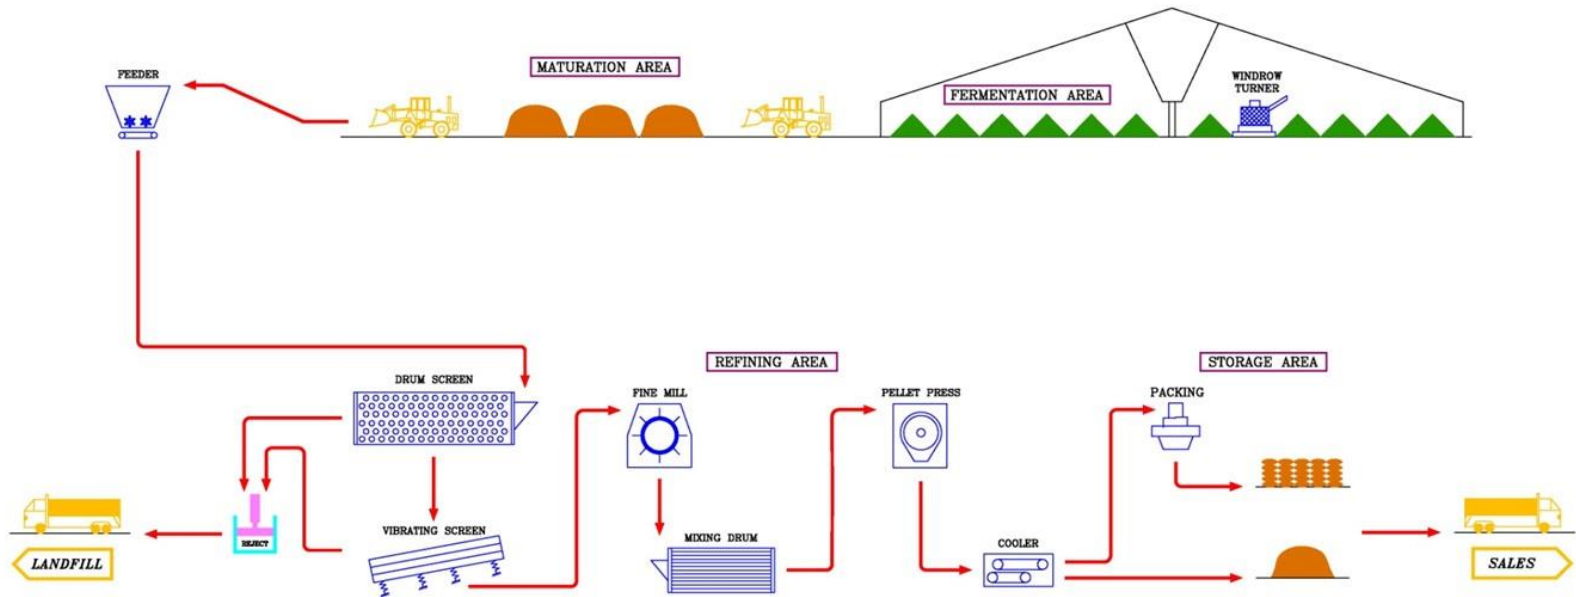 FEEDER
MATURATION AREA
FERMENTATION AREA
WINDROW
TURNER
DRUM SCREEN
REFINING AREA
FINE MILL
PELLET PRESS
STORAGE AREA
PACKING
REJECT
VIBRATING SCREEN
MIXING DRUM
COOLER
LANDFILL
SALES